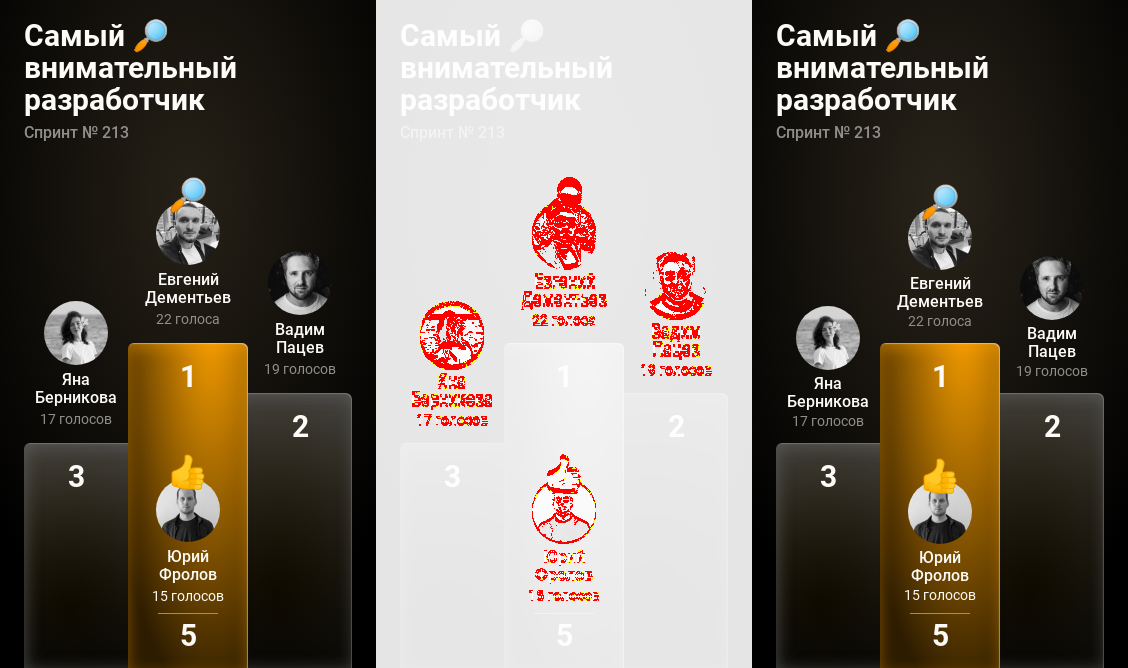 Самый 🔎
внимательный
разработчик
Спринт № 213
Евгений
Дементьев
22 голоса
Вадим
Пацев
19 голосов
Яна
Берникова
17 голосов
1
2
3
Юрий
Фролов
15 голосов
5
Самый
внимательный
разработчик
Спринт № 213
Евгений
Дементьев
22 голоса
Вадим
Пацев
19 голосов
Яна
Берникова
17 голосов
1
2
3
Юрий
Фролов
15 голосов
5
Самый 🔎
внимательный
разработчик
Спринт № 213
Евгений
Дементьев
22 голоса
Вадим
Пацев
19 голосов
Яна
Берникова
17 голосов
1
2
3
Юрий
Фролов
15 голосов
5